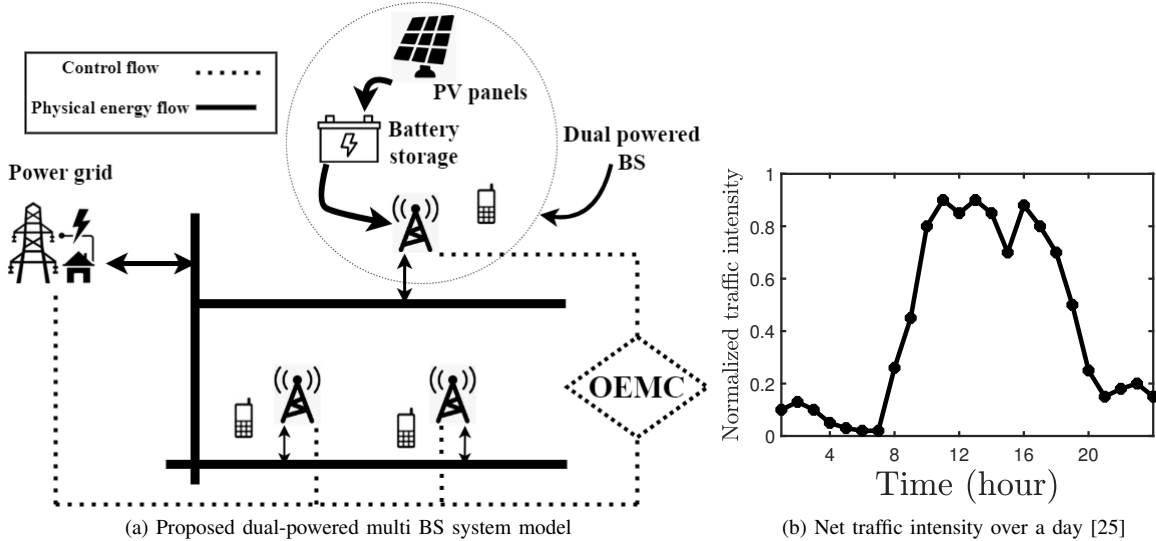 Control flow
Physical energy flow
PV panels
Battery
storage
Dual powered
BS
Power grid
OEMC
(a) Proposed dual-powered multi BS system model
Normalized traffic intensity
1
0.8
0.6
0.4
0.2
0
4
8
12
16
20
Time (hour)
(b) Net traffic intensity over a day [25]